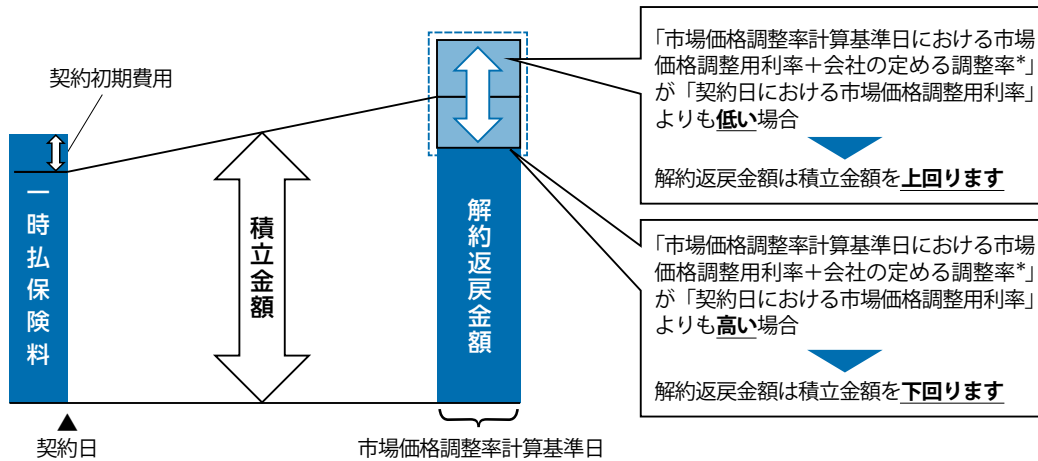 契約初期費用
一時払保険料
積立金額
解約返戻金額
▲
契約日
市場価格調整率計算基準日
「市場価格調整率計算基準日における市場
価格調整用利率＋会社の定める調整率*」
が「契約日における市場価格調整用利率」
よりも低い場合
解約返戻金額は積立金額を上回ります
「市場価格調整率計算基準日における市場
価格調整用利率＋会社の定める調整率*」
が「契約日における市場価格調整用利率」
よりも高い場合
解約返戻金額は積立金額を下回ります